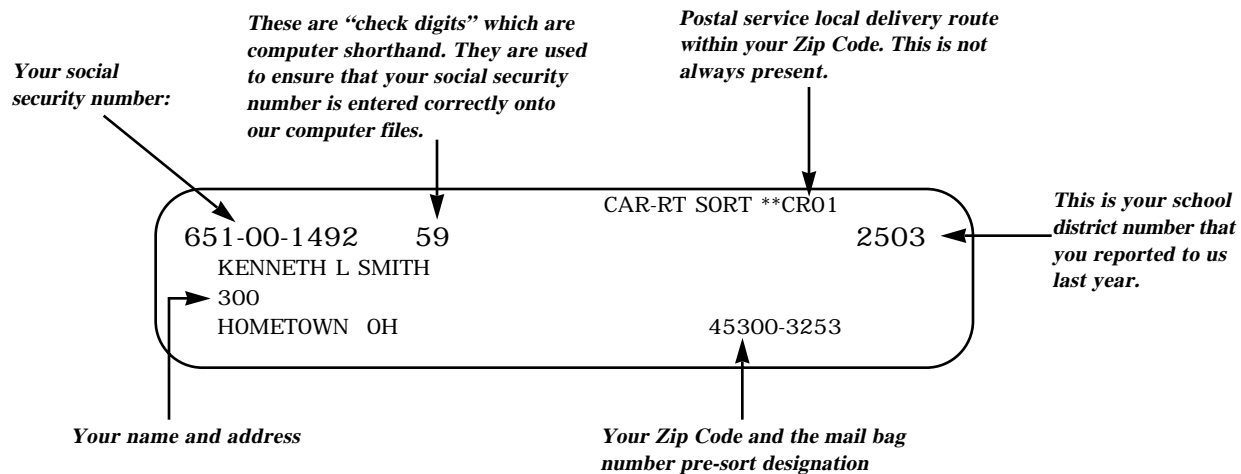 These are “check digits” which are
computer shorthand. They are used
to ensure that your social security
number is entered correctly onto
our computer files.
Postal service local delivery route
within your Zip Code. This is not
always present.
Your social
security number:
CAR-RT SORT **CR01
651-00-1492 59 2503
KENNETH L SMITH
300
HOMETOWN OH 45300-3253
This is your school
district number that
you reported to us
last year.
Your name and address
Your Zip Code and the mail bag
number pre-sort designation